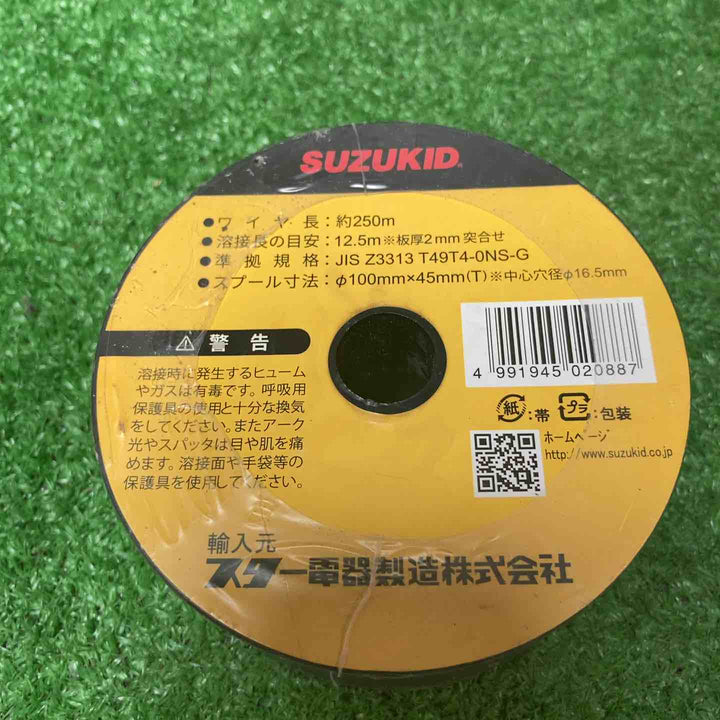 SUZUKID
●ワイヤ長：約250m
●溶接長の目安：12.5m※板厚2mm突合せ
●準拠規格：JIS Z3313 T49T4-0NS-G
●スプール寸法：φ100mm×45mm(T)※中心穴径φ16.5mm
⚠警告
溶接時に発生するヒューム
やガスは有毒です。呼吸用
保護具の使用と十分な換気
をしてください。またアーク
光やスパッタは目や肌を痛
めます。溶接面や手袋等の
保護具を使用してください。
4 991945 020887
紙：帯 プラ：包装
ホームページ
http://www.suzukid.co.jp
輸入元
スター電器製造株式会社